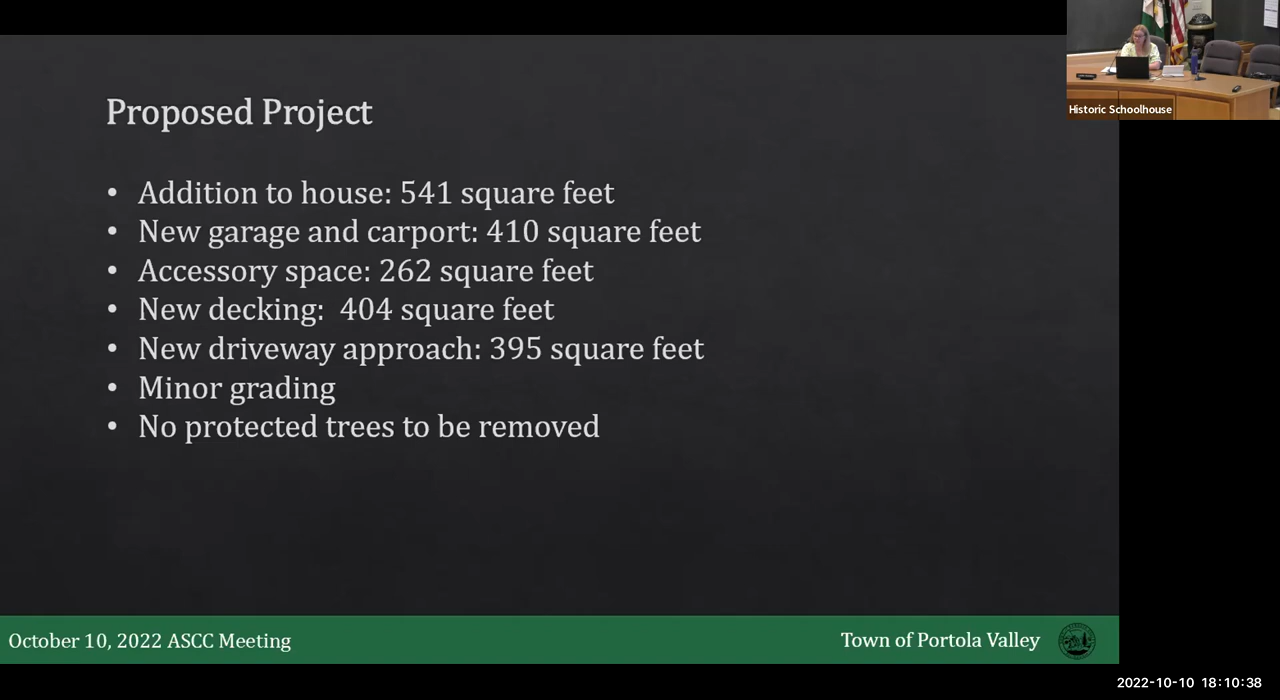 Historic Schoolhouse
Proposed Project
• Addition to house: 541 square feet
• New garage and carport: 410 square feet
• Accessory space: 262 square feet
• New decking:  404 square feet
• New driveway approach: 395 square feet
• Minor grading
• No protected trees to be removed
October 10, 2022 ASCC Meeting
Town of Portola Valley
2022-10-10 18:10:38